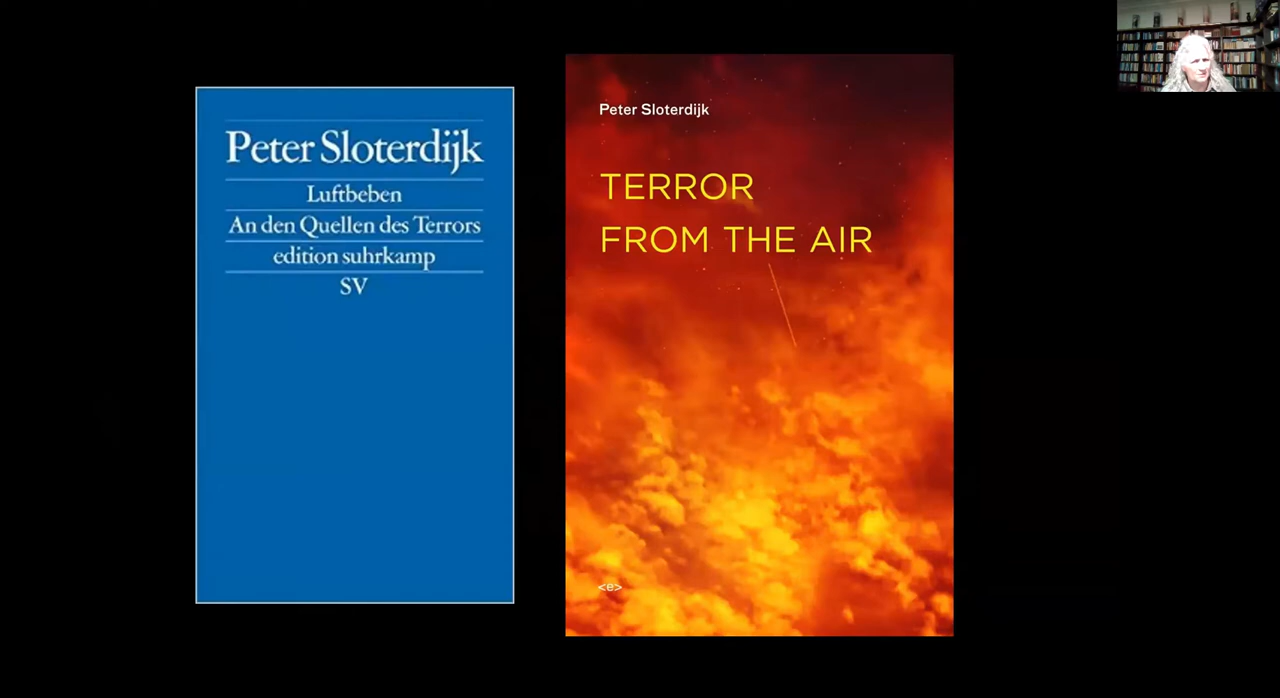 Peter Sloterdijk
Luftbeben
An den Quellen des Terrors
edition suhrkamp
SV
Peter Sloterdijk
TERROR
FROM THE AIR
<e>